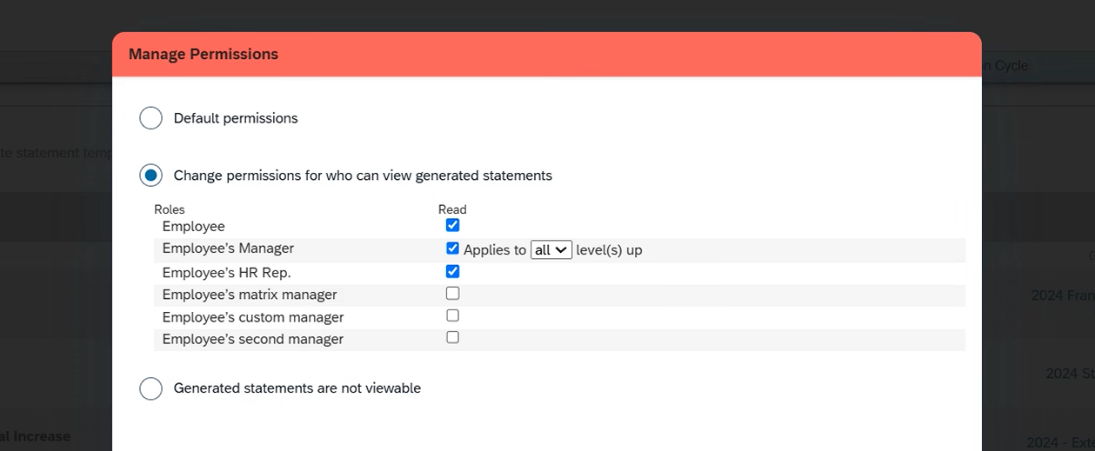 Manage Permissions
n Cycle
Default permissions
te statement temp
Change permissions for who can view generated statements
Roles Read
Employee
Employee's Manager Applies to all level(s) up
Employee's HR Rep.
Employee's matrix manager
2024 Fran
Employee's custom manager
Employee's second manager
2024 St
Generated statements are not viewable
al Increase
2024 - Exte